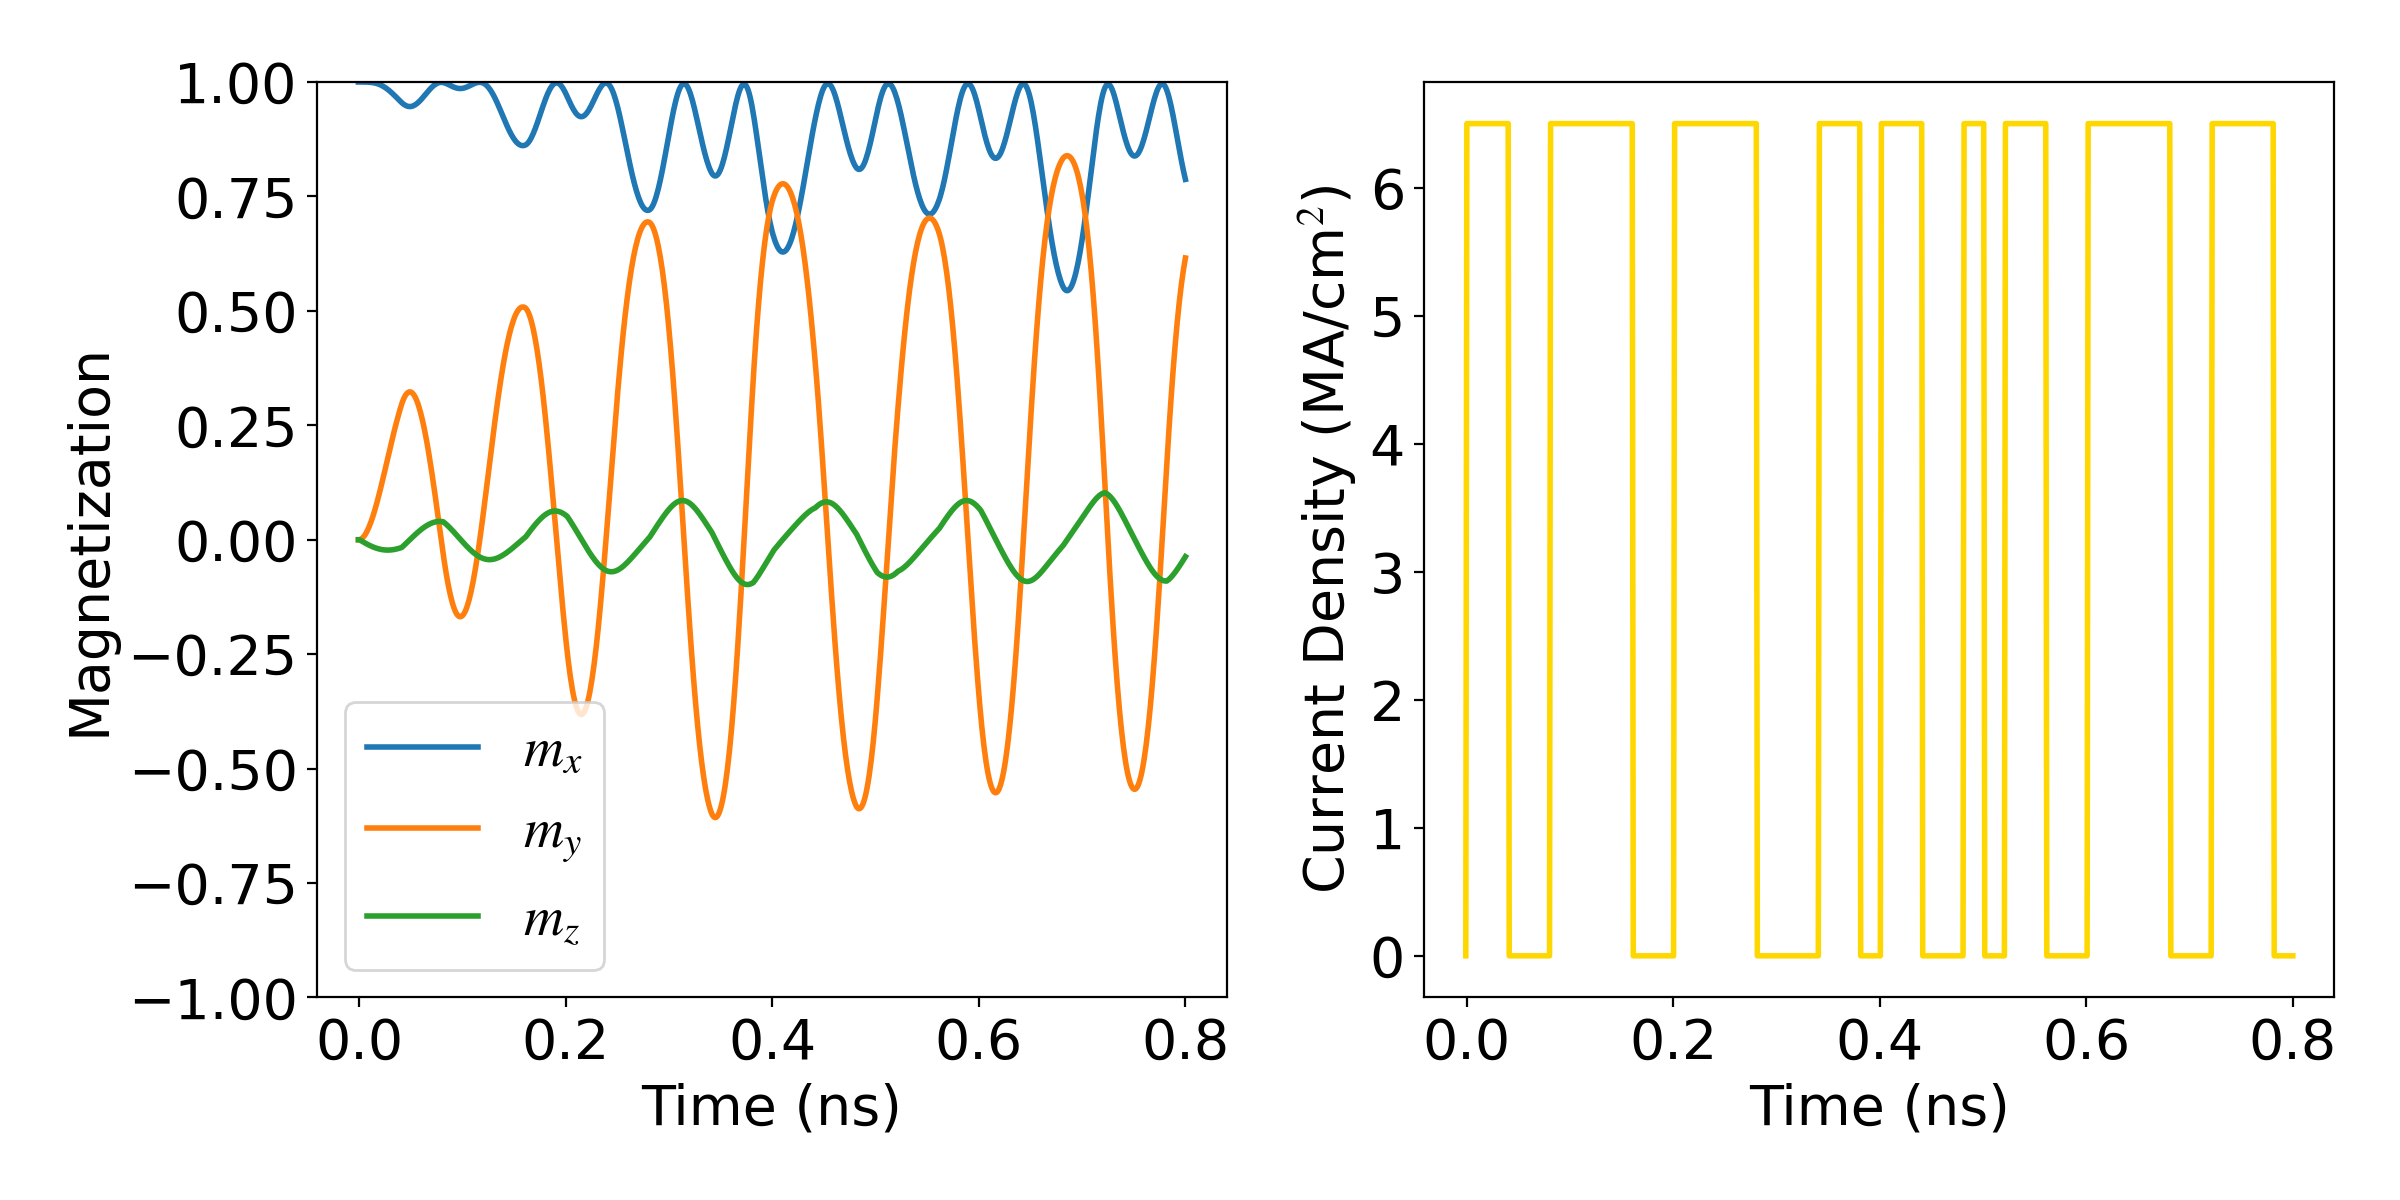 1.00
0.75
0.50
0.25
0.00
−0.25
−0.50
−0.75
−1.00
Magnetization
m_x
m_y
m_z
0.0 0.2 0.4 0.6 0.8
Time (ns)
6
5
4
3
2
1
0
Current Density (MA/cm²)
0.0 0.2 0.4 0.6 0.8
Time (ns)